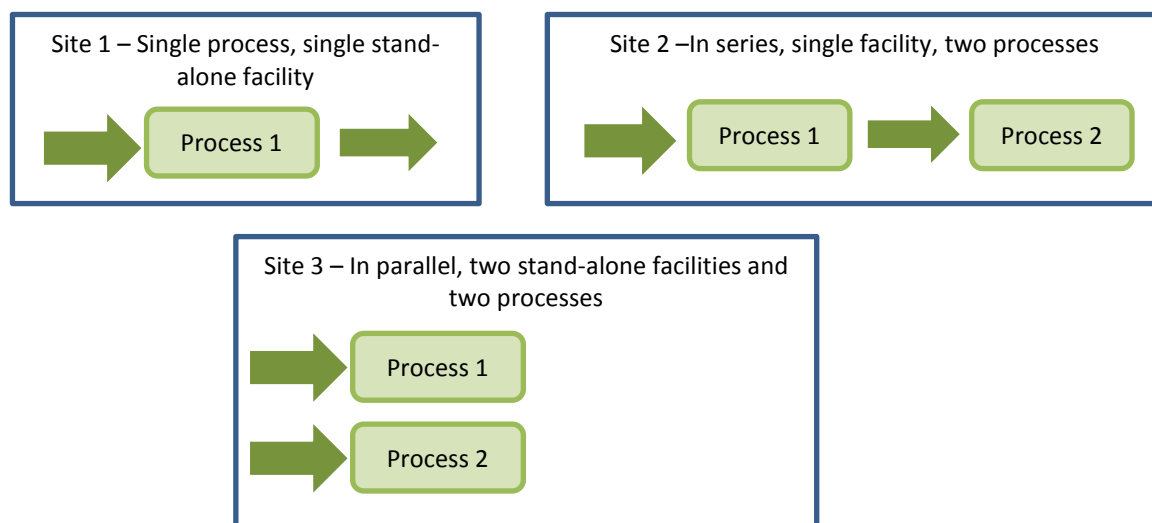 Site 1 – Single process, single stand-
alone facility
Process 1
Site 2 –In series, single facility, two processes
Process 1
Process 2
Site 3 – In parallel, two stand-alone facilities and
two processes
Process 1
Process 2